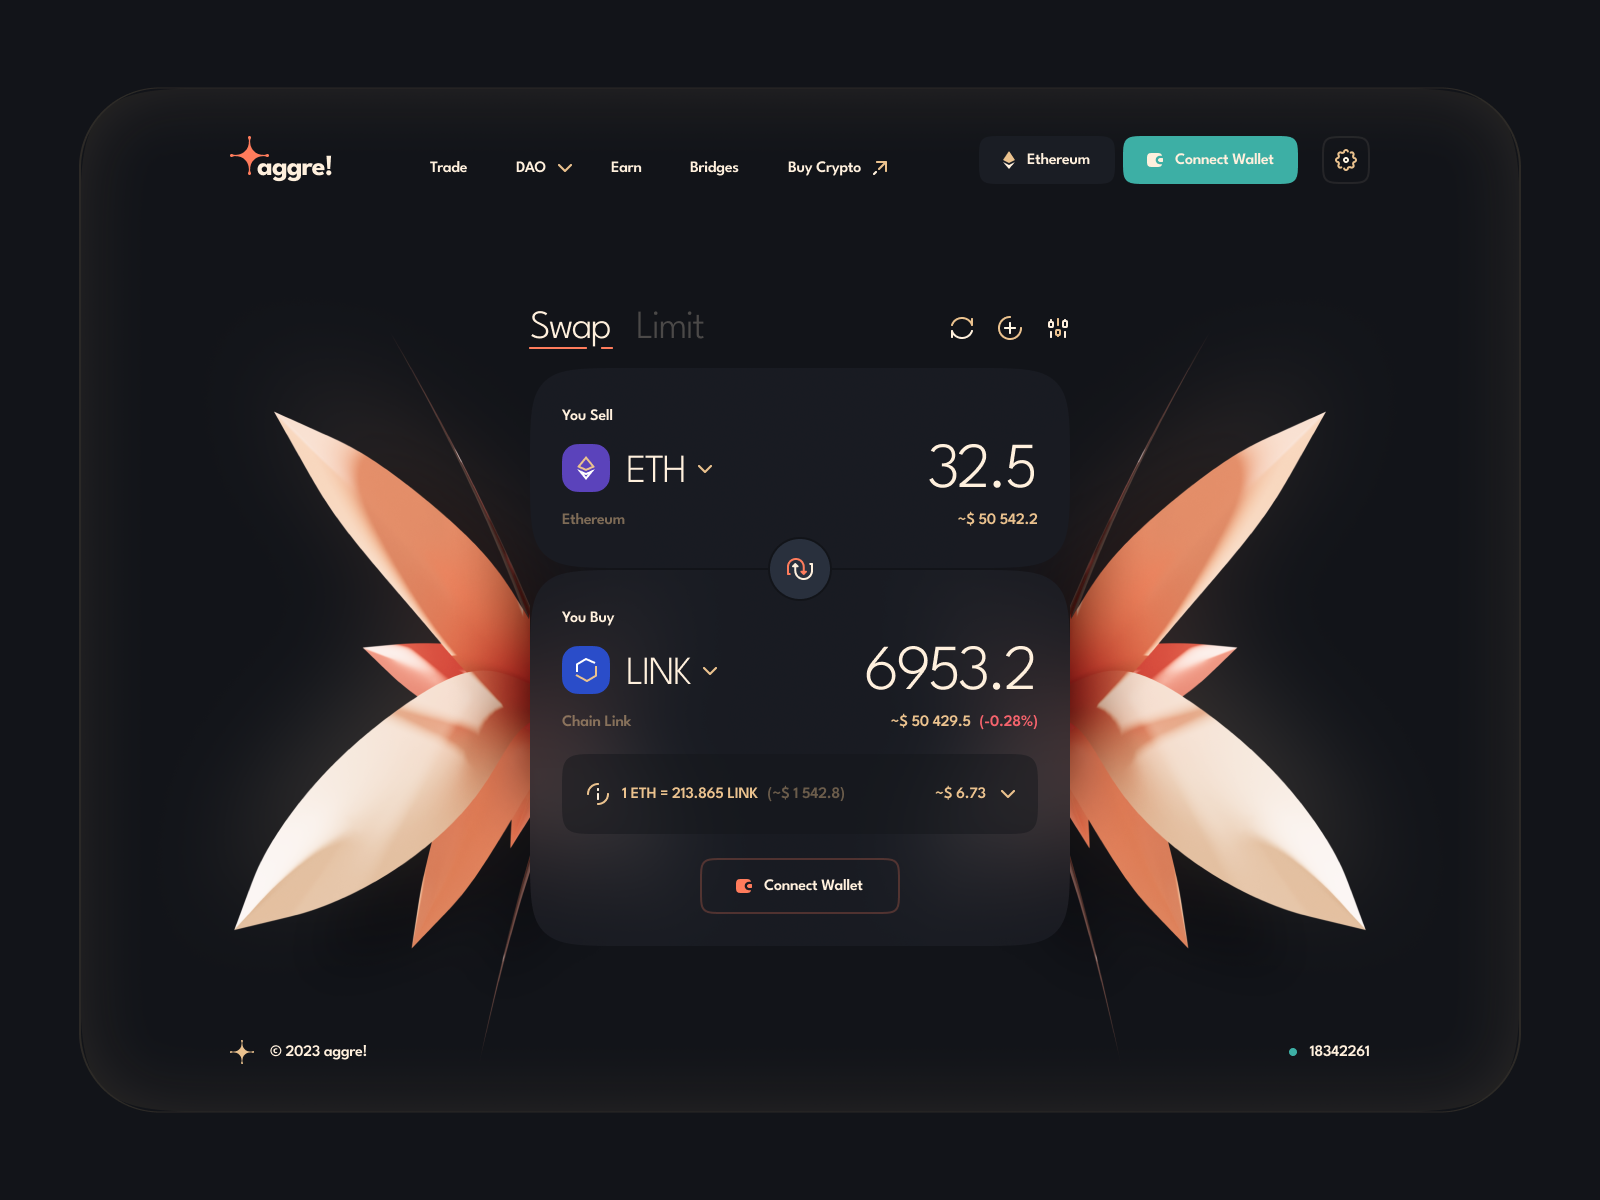 aggre!
Trade DAO Earn Bridges Buy Crypto
Ethereum
Connect Wallet
Swap Limit
You Sell
ETH 32.5
Ethereum ~$ 50 542.2
You Buy
LINK 6953.2
Chain Link ~$ 50 429.5 (-0.28%)
1 ETH = 213.865 LINK (~$ 1 542.8) ~$ 6.73
Connect Wallet
© 2023 aggre! 18342261